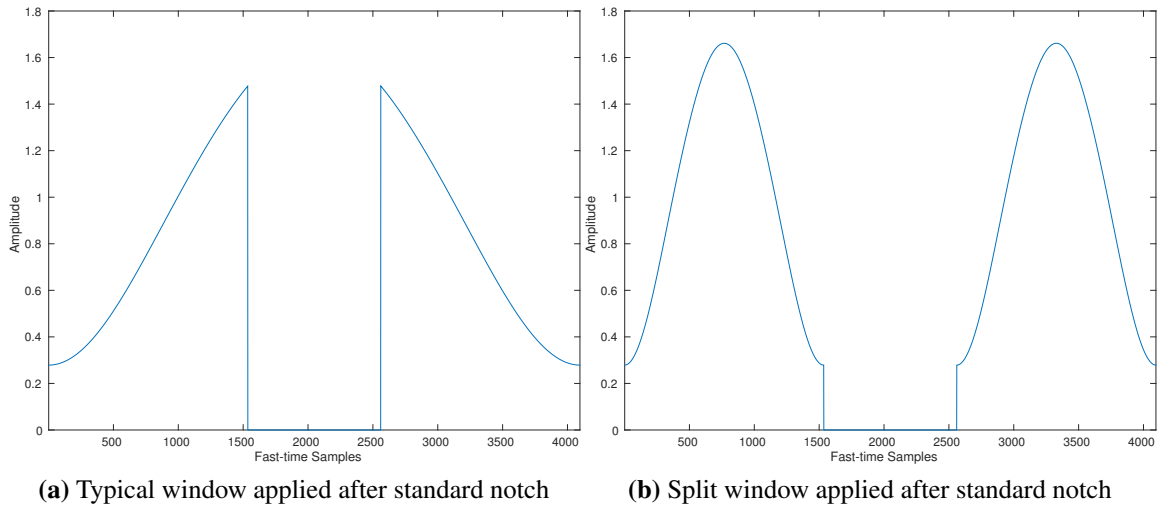 1.8
1.6
1.4
1.2
1
0.8
0.6
0.4
0.2
0
Amplitude
500 1000 1500 2000 2500 3000 3500 4000
Fast-time Samples
(a) Typical window applied after standard notch
1.8
1.6
1.4
1.2
1
0.8
0.6
0.4
0.2
0
Amplitude
500 1000 1500 2000 2500 3000 3500 4000
Fast-time Samples
(b) Split window applied after standard notch